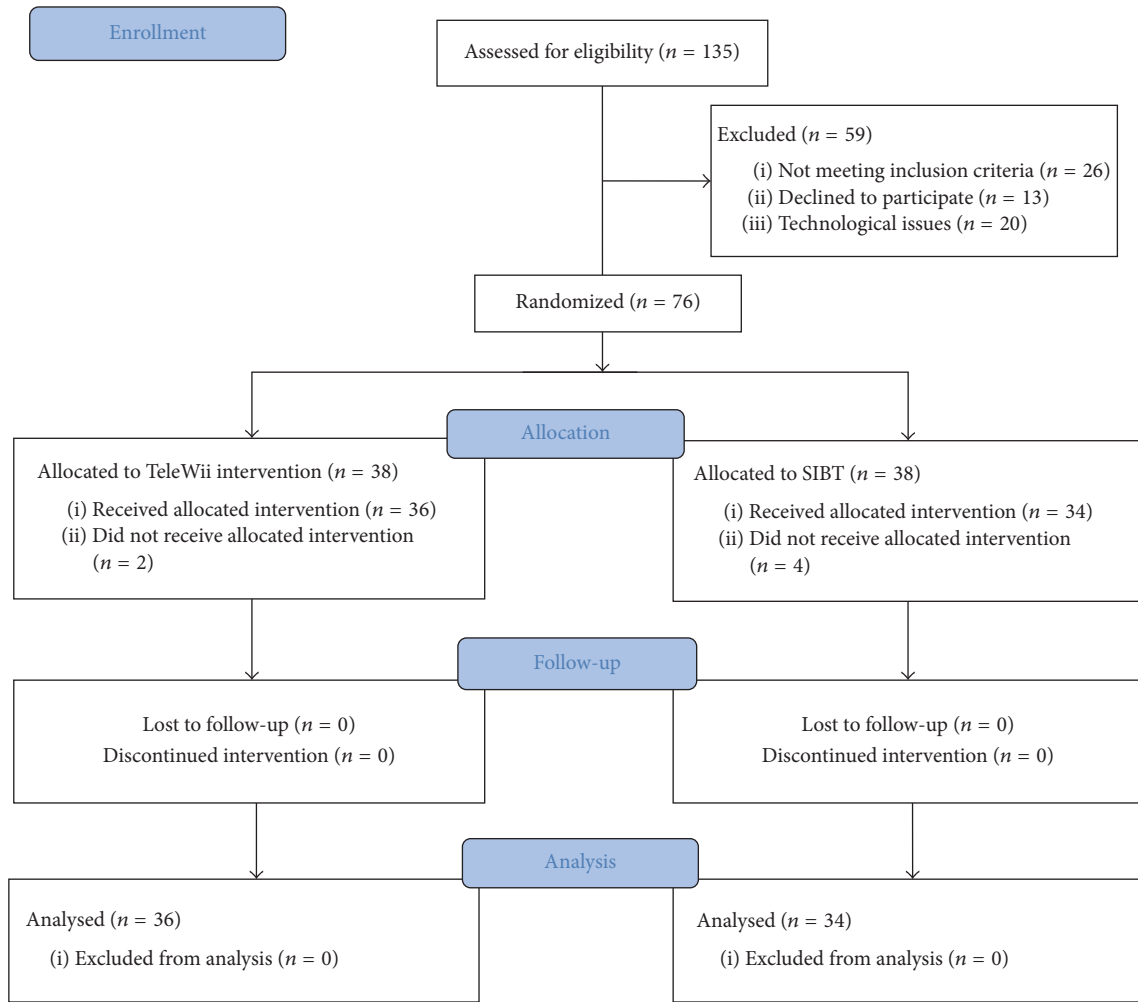 Enrollment
Assessed for eligibility (n = 135)
Excluded (n = 59)
(i) Not meeting inclusion criteria (n = 26)
(ii) Declined to participate (n = 13)
(iii) Technological issues (n = 20)
Randomized (n = 76)
Allocation
Allocated to TeleWii intervention (n = 38)
(i) Received allocated intervention (n = 36)
(ii) Did not receive allocated intervention
(n = 2)
Allocated to SIBT (n = 38)
(i) Received allocated intervention (n = 34)
(ii) Did not receive allocated intervention
(n = 4)
Follow-up
Lost to follow-up (n = 0)
Discontinued intervention (n = 0)
Lost to follow-up (n = 0)
Discontinued intervention (n = 0)
Analysis
Analysed (n = 36)
(i) Excluded from analysis (n = 0)
Analysed (n = 34)
(i) Excluded from analysis (n = 0)